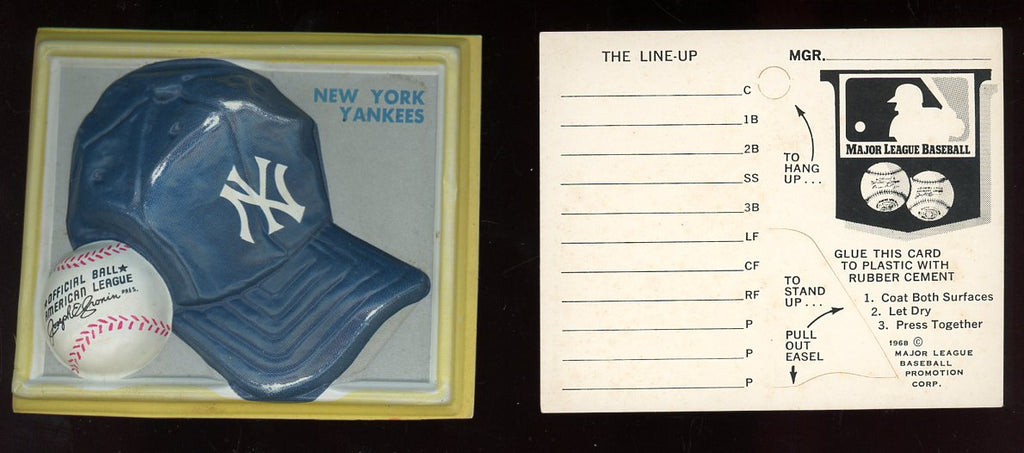 NEW YORK
YANKEES
NY
OFFICIAL BALL★
AMERICAN LEAGUE
Joseph E Cronin PRES.
THE LINE-UP
MGR.
C
1B
2B
SS
3B
LF
CF
RF
P
P
P
TO
HANG
UP...
MAJOR LEAGUE BASEBALL
GLUE THIS CARD
TO PLASTIC WITH
RUBBER CEMENT
1. Coat Both Surfaces
2. Let Dry
3. Press Together
TO
STAND
UP...
PULL
OUT
EASEL
1968 ©
MAJOR LEAGUE
BASEBALL
PROMOTION
CORP.